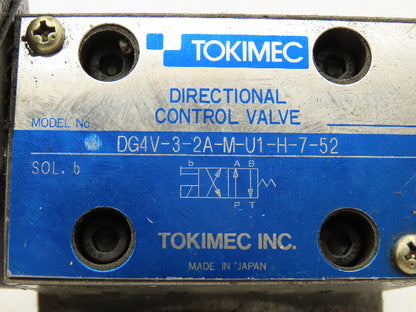 TOKIMEC
DIRECTIONAL
CONTROL VALVE
MODEL No.
DG4V-3-2A-M-U1-H-7-52
SOL. b
b A B
P T
TOKIMEC INC.
MADE IN JAPAN